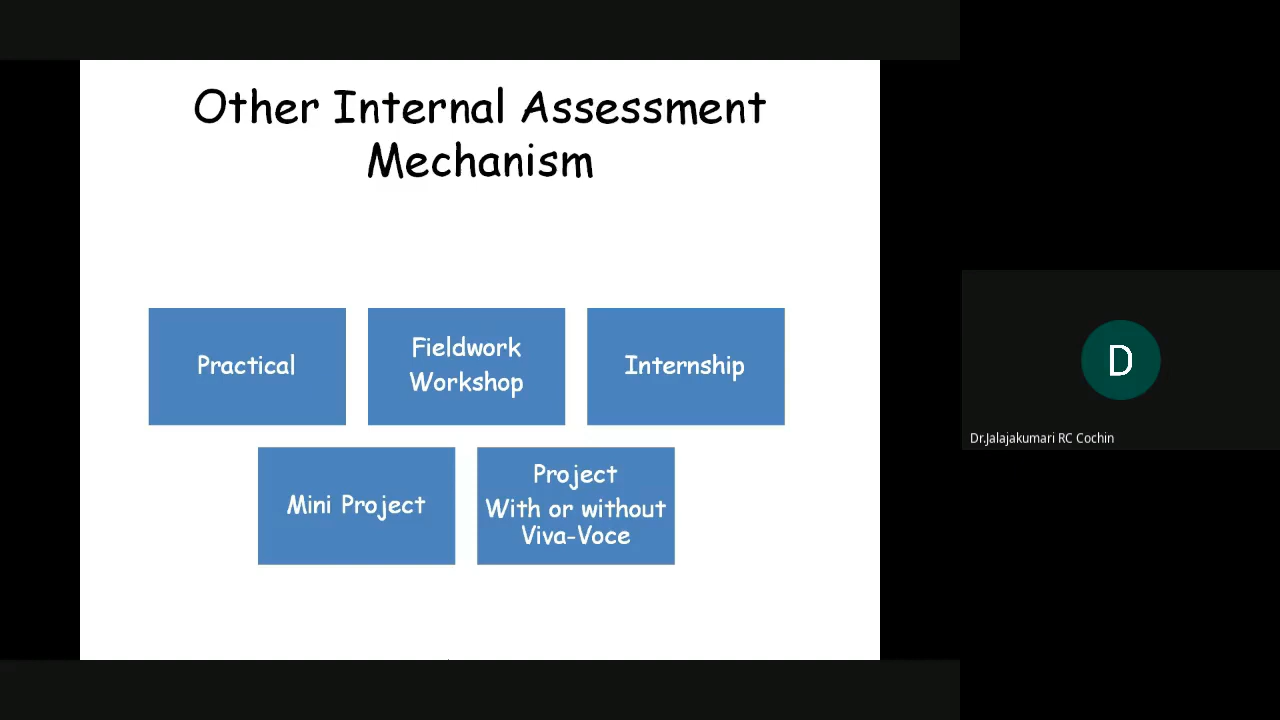 Other Internal Assessment
Mechanism
Practical
Fieldwork
Workshop
Internship
Mini Project
Project
With or without
Viva-Voce
D
Dr.Jalajakumari RC Cochin